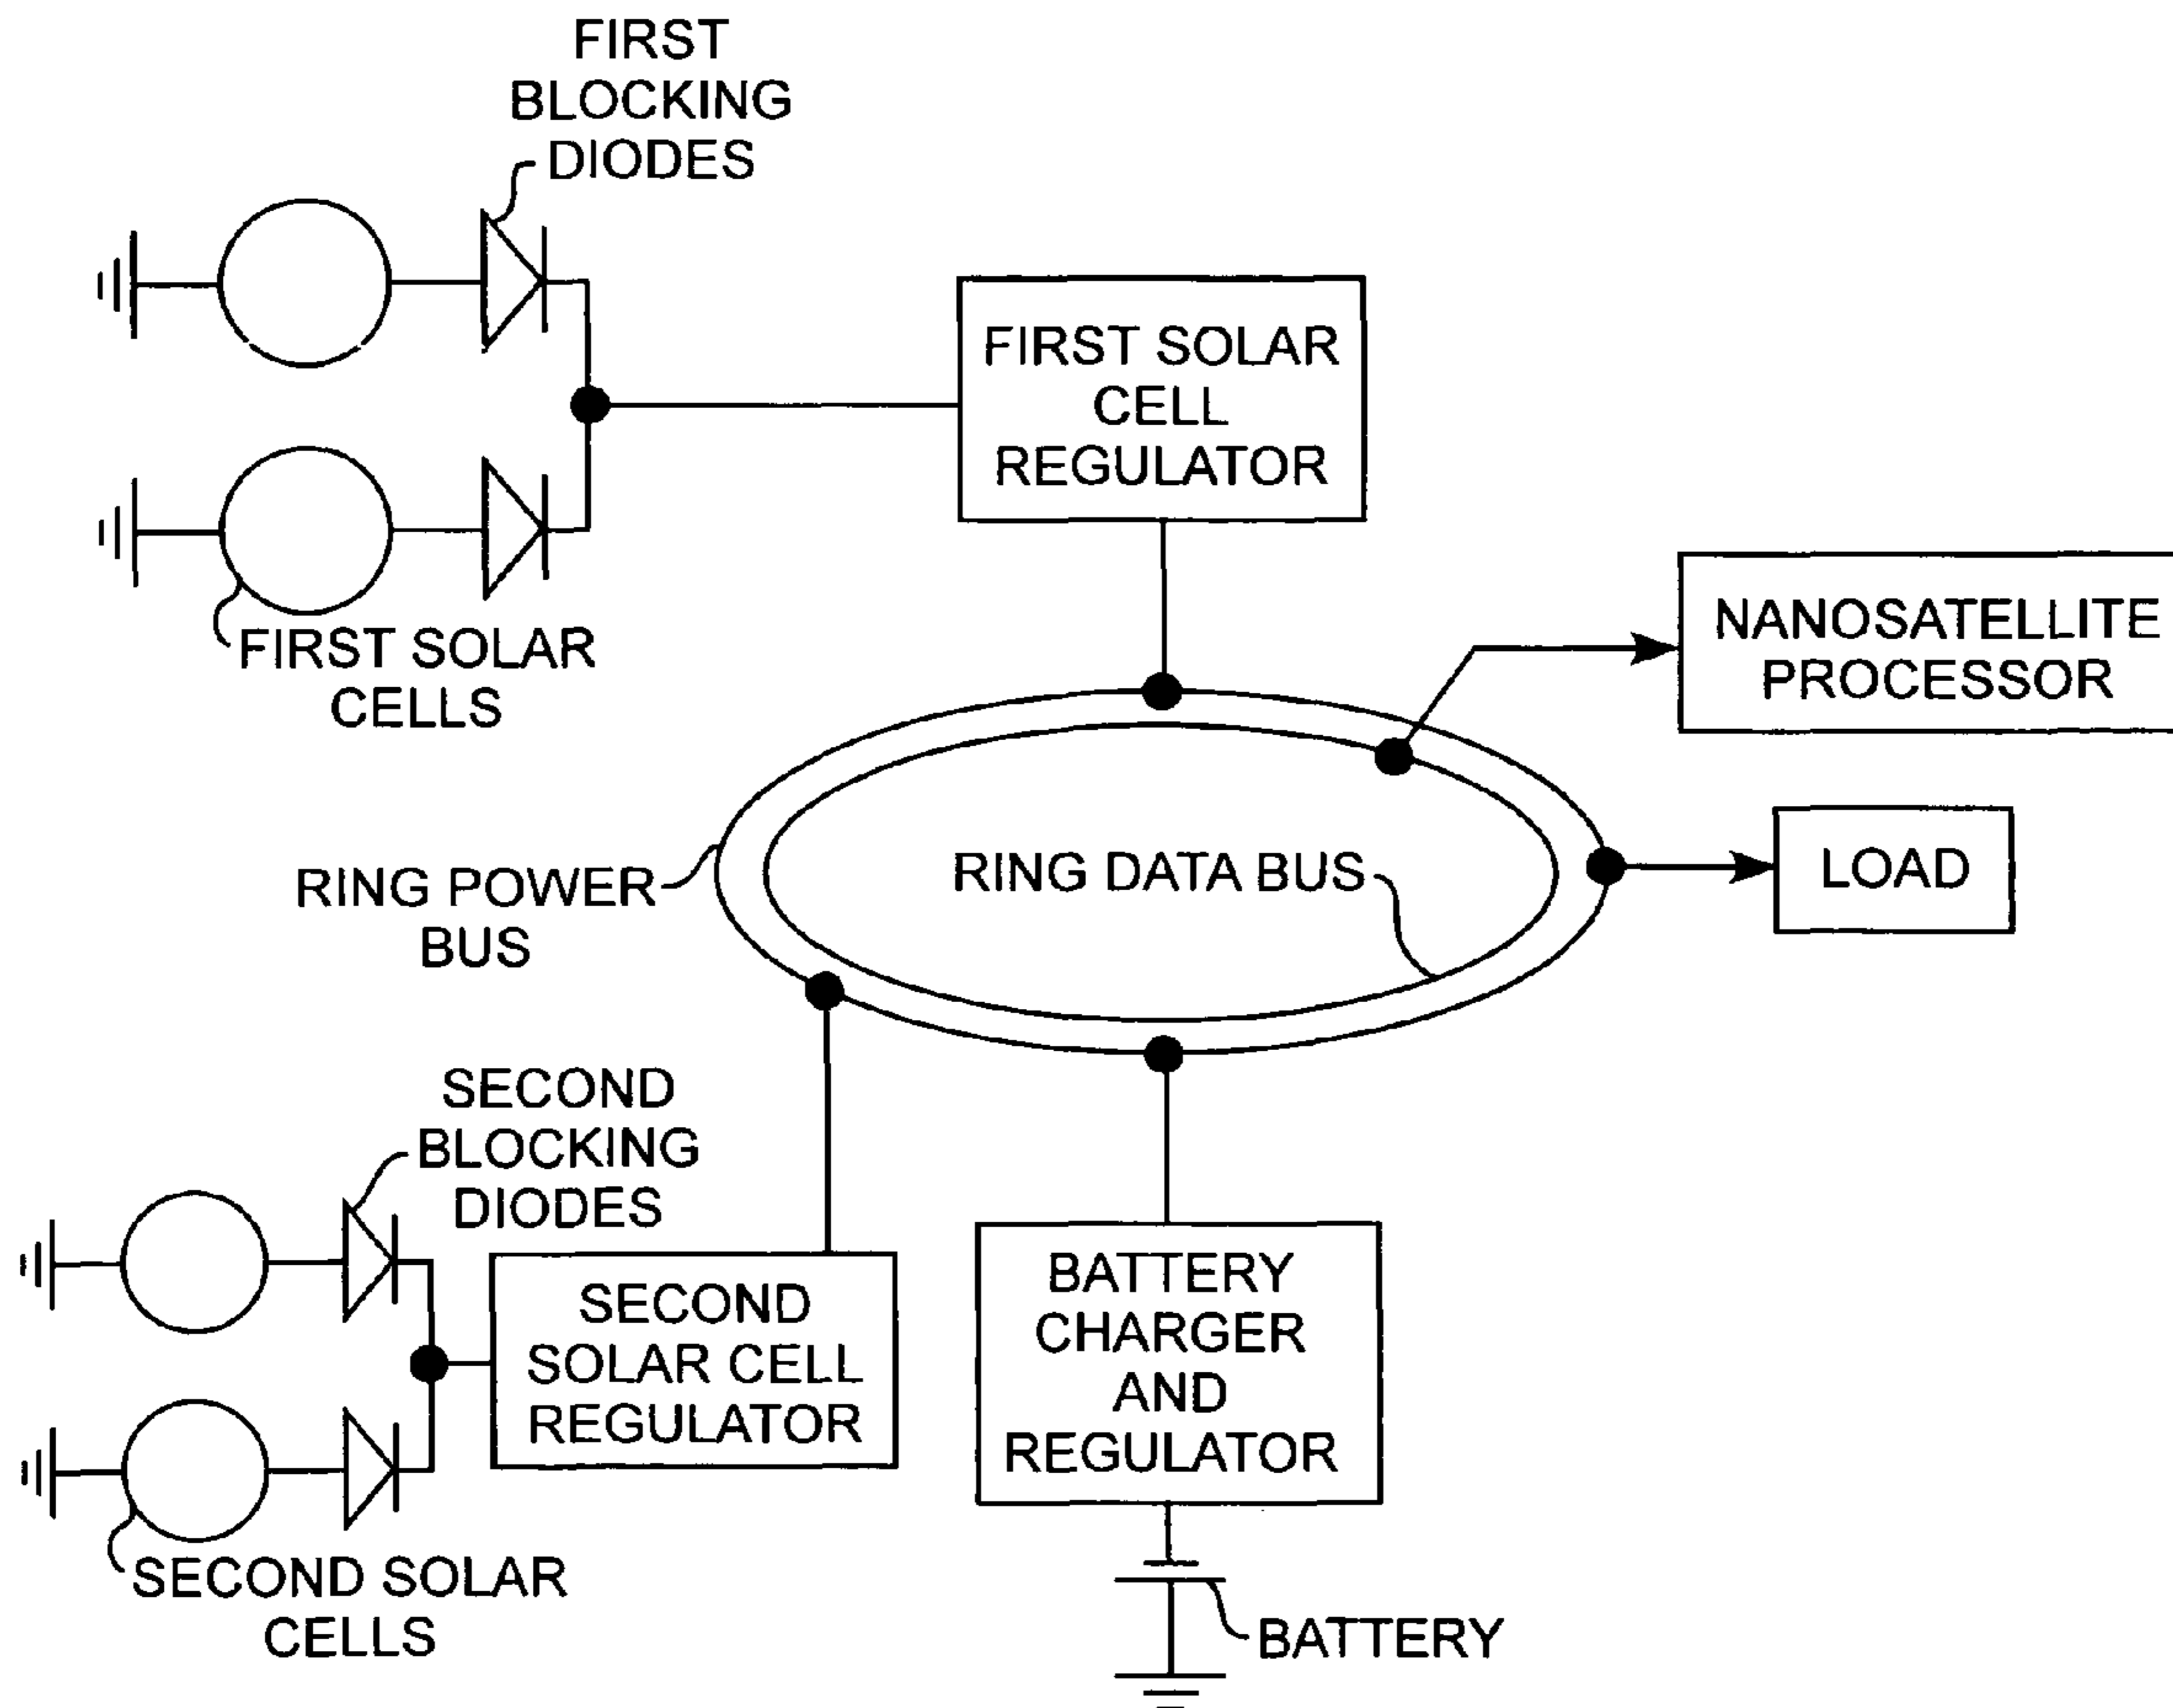 FIRST
BLOCKING
DIODES
FIRST SOLAR
CELL
REGULATOR
FIRST SOLAR
CELLS
NANOSATELLITE
PROCESSOR
RING POWER
BUS
RING DATA BUS
LOAD
SECOND
BLOCKING
DIODES
SECOND
SOLAR CELL
REGULATOR
BATTERY
CHARGER
AND
REGULATOR
SECOND SOLAR
CELLS
BATTERY